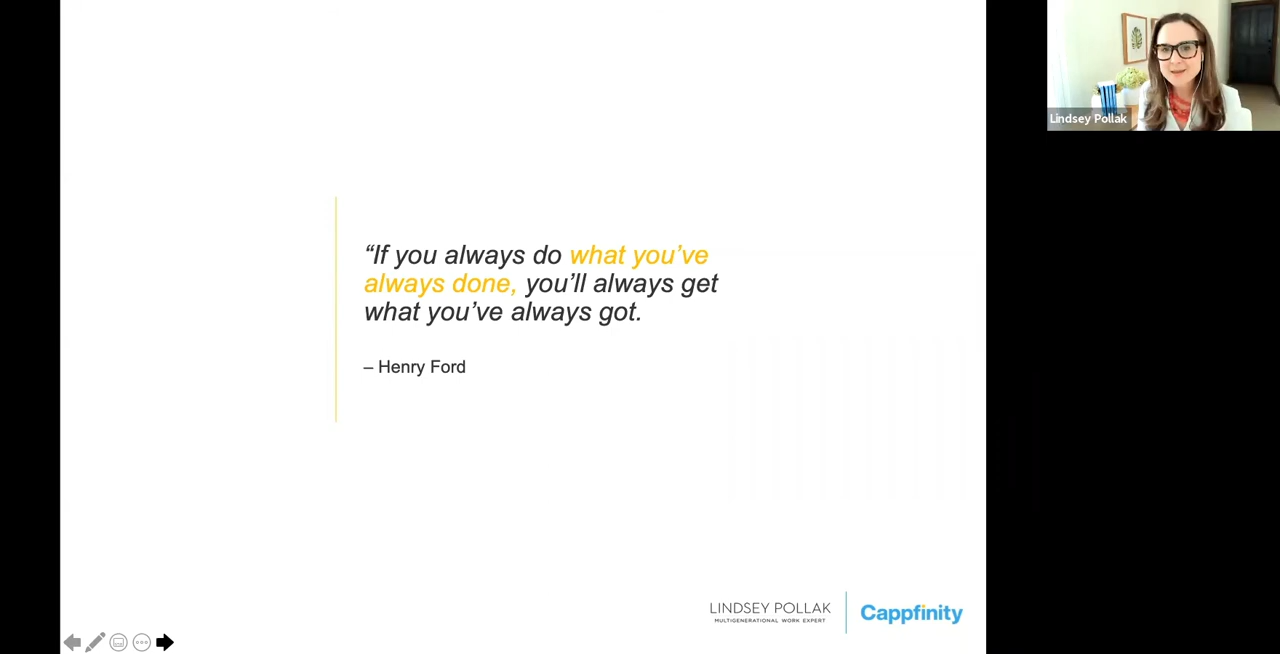 “If you always do what you’ve
always done, you’ll always get
what you’ve always got.
– Henry Ford
LINDSEY POLLAK
MULTIGENERATIONAL WORK EXPERT
Cappfinity
Lindsey Pollak